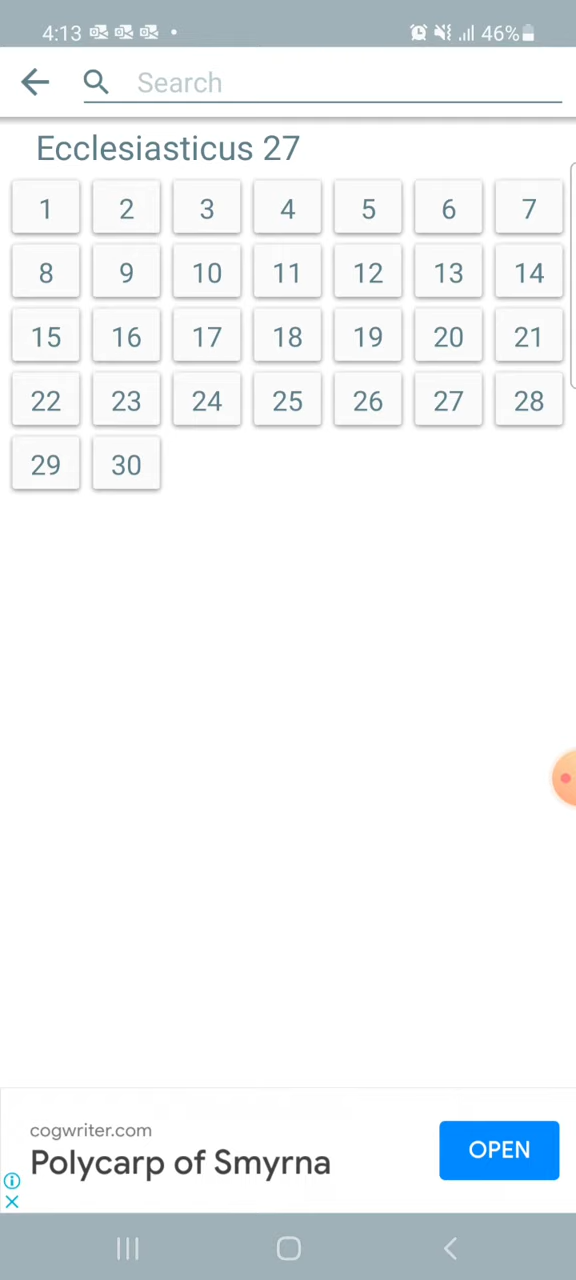 4:13
46%
Search
Ecclesiasticus 27
1 2 3 4 5 6 7
8 9 10 11 12 13 14
15 16 17 18 19 20 21
22 23 24 25 26 27 28
29 30
cogwriter.com
Polycarp of Smyrna
OPEN